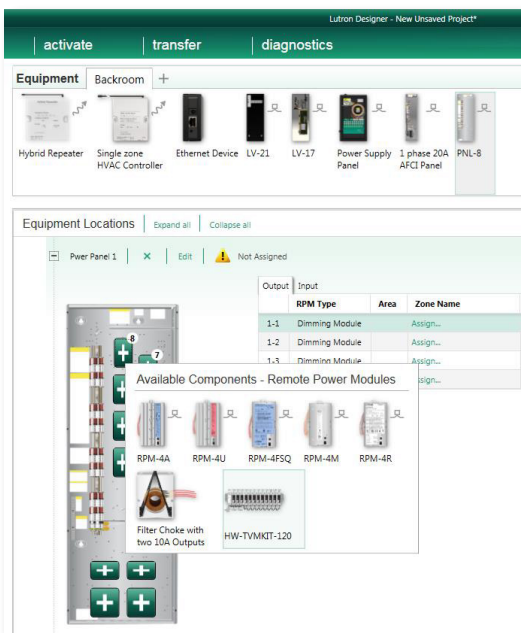 Lutron Designer - New Unsaved Project*
activate transfer diagnostics
Equipment Backroom +
Hybrid Repeater Single zone HVAC Controller Ethernet Device LV-21 LV-17 Power Supply Panel 1 phase 20A AFCI Panel PNL-8
Equipment Locations Expand all Collapse all
Pwer Panel 1 × Edit Not Assigned
Output Input
RPM Type Area Zone Name
1-1 Dimming Module Assign...
1-2 Dimming Module Assign...
1-3 Dimming Module Assign...
8
7
Available Components - Remote Power Modules
RPM-4A RPM-4U RPM-4FSQ RPM-4M RPM-4R
Filter Choke with
two 10A Outputs
HW-TVMKIT-120